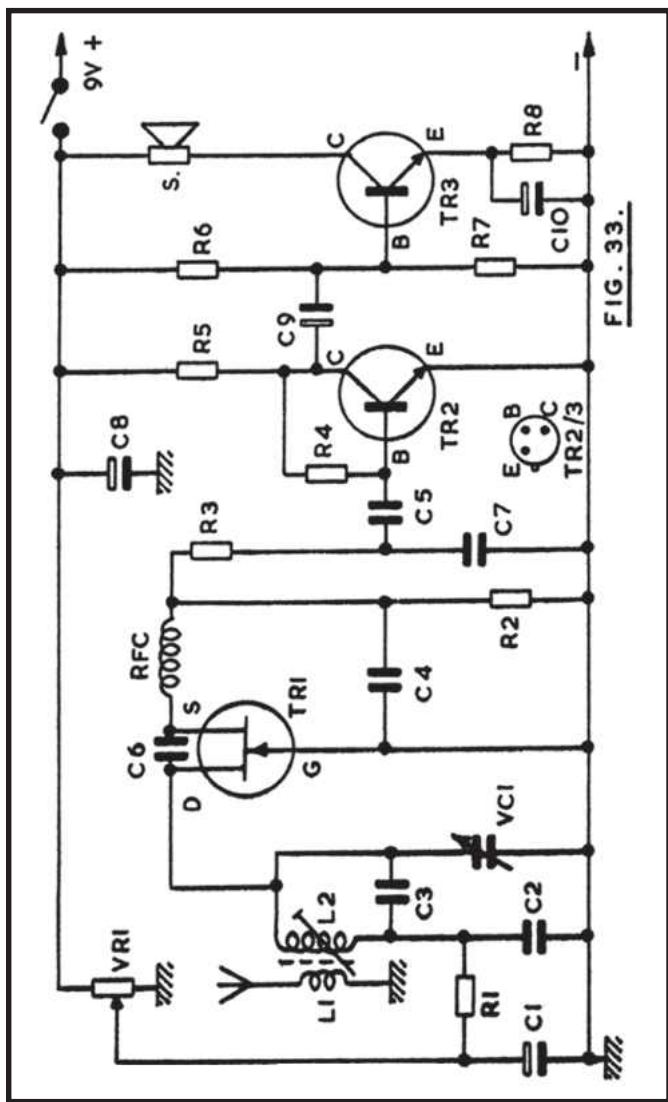 9V +
VR1
C8
S.
RFC
R3
R5
R6
C6
D
S
TR1
G
L1
L2
R4
C9
C
C
B
B
TR2
TR3
E
E
C3
VC1
C4
C5
R1
C1
C2
R2
C7
E
B
C
TR2/3
R7
C10
R8
−
FIG. 33.